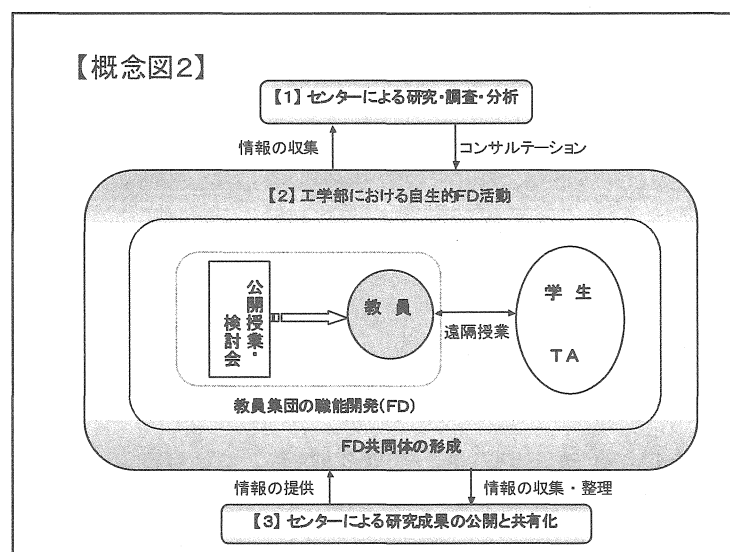 【概念図２】
【１】センターによる研究・調査・分析
情報の収集
コンサルテーション
【２】工学部における自生的FD活動
公開授業・
検討会
教 員
遠隔授業
学 生
TA
教員集団の職能開発(FD)
FD共同体の形成
情報の提供
情報の収集・整理
【３】センターによる研究成果の公開と共有化